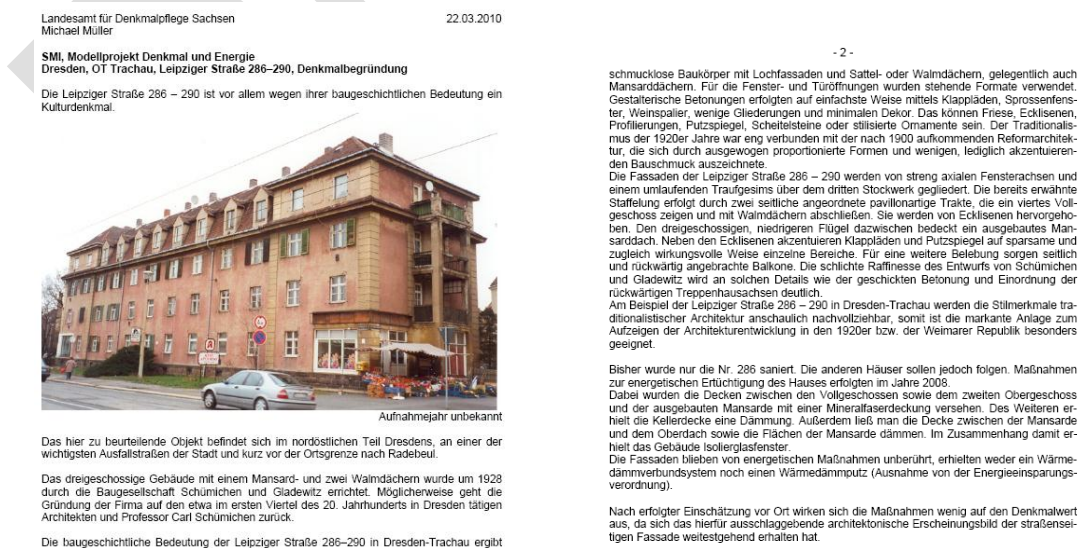 Landesamt für Denkmalpflege Sachsen 22.03.2010
Michael Müller
SMI, Modellprojekt Denkmal und Energie
Dresden, OT Trachau, Leipziger Straße 286–290, Denkmalbegründung
Die Leipziger Straße 286 – 290 ist vor allem wegen ihrer baugeschichtlichen Bedeutung ein
Kulturdenkmal.
Aufnahmejahr unbekannt
Das hier zu beurteilende Objekt befindet sich im nordöstlichen Teil Dresdens, an einer der
wichtigsten Ausfallstraßen der Stadt und kurz vor der Ortsgrenze nach Radebeul.
Das dreigeschossige Gebäude mit einem Mansard- und zwei Walmdächern wurde um 1928
durch die Baugesellschaft Schümichen und Gladewitz errichtet. Möglicherweise geht die
Gründung der Firma auf den etwa im ersten Viertel des 20. Jahrhunderts in Dresden tätigen
Architekten und Professor Carl Schümichen zurück.
Die baugeschichtliche Bedeutung der Leipziger Straße 286–290 in Dresden-Trachau ergibt
- 2 -
schmucklose Baukörper mit Lochfassaden und Sattel- oder Walmdächern, gelegentlich auch
Mansarddächern. Für die Fenster- und Türöffnungen wurden stehende Formate verwendet.
Gestalterische Betonungen erfolgten auf einfachste Weise mittels Klappläden, Sprossenfens-
ter, Weinspalier, wenige Gliederungen und minimalen Dekor. Das können Friese, Ecklisenen,
Profilierungen, Putzspiegel, Scheitelsteine oder stilisierte Ornamente sein. Der Traditionalis-
mus der 1920er Jahre war eng verbunden mit der nach 1900 aufkommenden Reformarchitek-
tur, die sich durch ausgewogen proportionierte Formen und wenigen, lediglich akzentuieren-
den Bauschmuck auszeichnete.
Die Fassaden der Leipziger Straße 286 – 290 werden von streng axialen Fensterachsen und
einem umlaufenden Traufgesims über dem dritten Stockwerk gegliedert. Die bereits erwähnte
Staffelung erfolgt durch zwei seitliche angeordnete pavillonartige Trakte, die ein viertes Voll-
geschoss zeigen und mit Walmdächern abschließen. Sie werden von Ecklisenen hervorgeho-
ben. Den dreigeschossigen, niedrigeren Flügel dazwischen bedeckt ein ausgebautes Man-
sarddach. Neben den Ecklisenen akzentuieren Klappläden und Putzspiegel auf sparsame und
zugleich wirkungsvolle Weise einzelne Bereiche. Für eine weitere Belebung sorgen seitlich
und rückwärtig angebrachte Balkone. Die schlichte Raffinesse des Entwurfs von Schümichen
und Gladewitz wird an solchen Details wie der geschickten Betonung und Einordnung der
rückwärtigen Treppenhausachsen deutlich.
Am Beispiel der Leipziger Straße 286 – 290 in Dresden-Trachau werden die Stilmerkmale tra-
ditionalistischer Architektur anschaulich nachvollziehbar, somit ist die markante Anlage zum
Aufzeigen der Architekturentwicklung in den 1920er bzw. der Weimarer Republik besonders
geeignet.
Bisher wurde nur die Nr. 286 saniert. Die anderen Häuser sollen jedoch folgen. Maßnahmen
zur energetischen Ertüchtigung des Hauses erfolgten im Jahre 2008.
Dabei wurden die Decken zwischen den Vollgeschossen sowie dem zweiten Obergeschoss
und der ausgebauten Mansarde mit einer Mineralfaserdeckung versehen. Des Weiteren er-
hielt die Kellerdecke eine Dämmung. Außerdem ließ man die Decke zwischen der Mansarde
und dem Oberdach sowie die Flächen der Mansarde dämmen. Im Zusammenhang damit er-
hielt das Gebäude Isolierglasfenster.
Die Fassaden blieben von energetischen Maßnahmen unberührt, erhielten weder ein Wärme-
dämmverbundsystem noch einen Wärmedämmputz (Ausnahme von der Energieeinsparungs-
verordnung).
Nach erfolgter Einschätzung vor Ort wirken sich die Maßnahmen wenig auf den Denkmalwert
aus, da sich das hierfür ausschlaggebende architektonische Erscheinungsbild der straßensei-
tigen Fassade weitestgehend erhalten hat.